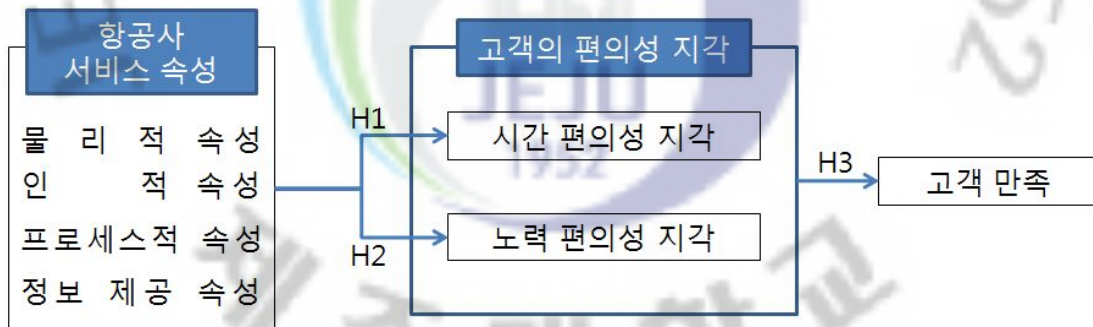 항공사
서비스 속성
물 리 적 속성
인 적 속성
프로세스적 속성
정보 제공 속성
H1
H2
고객의 편의성 지각
시간 편의성 지각
노력 편의성 지각
H3
고객 만족
JEJU
1952